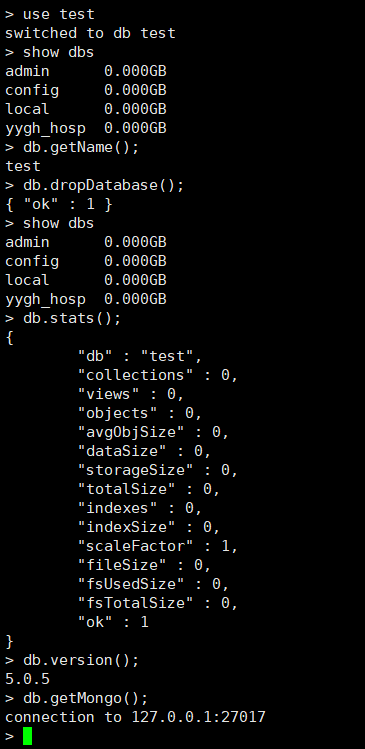 > use test
switched to db test
> show dbs
admin      0.000GB
config     0.000GB
local      0.000GB
yygh_hosp  0.000GB
> db.getName();
test
> db.dropDatabase();
{ "ok" : 1 }
> show dbs
admin      0.000GB
config     0.000GB
local      0.000GB
yygh_hosp  0.000GB
> db.stats();
{
        "db" : "test",
        "collections" : 0,
        "views" : 0,
        "objects" : 0,
        "avgObjSize" : 0,
        "dataSize" : 0,
        "storageSize" : 0,
        "totalSize" : 0,
        "indexes" : 0,
        "indexSize" : 0,
        "scaleFactor" : 1,
        "fileSize" : 0,
        "fsUsedSize" : 0,
        "fsTotalSize" : 0,
        "ok" : 1
}
> db.version();
5.0.5
> db.getMongo();
connection to 127.0.0.1:27017
>